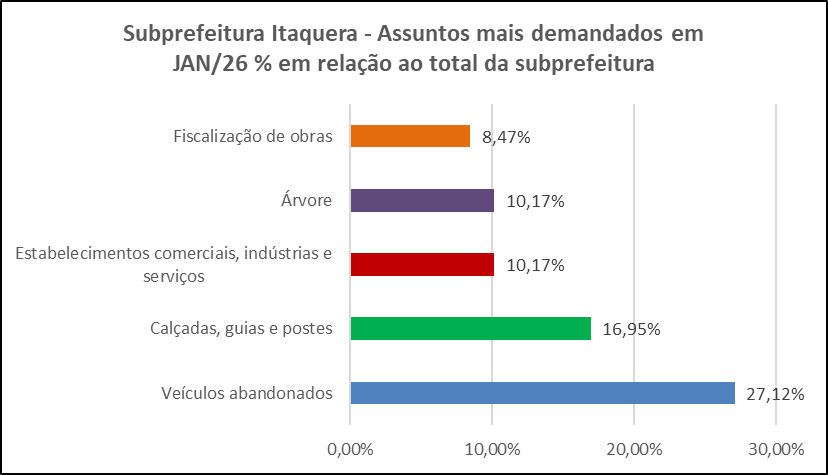 Subprefeitura Itaquera - Assuntos mais demandados em
JAN/26 % em relação ao total da subprefeitura
Fiscalização de obras
8,47%
Árvore
10,17%
Estabelecimentos comerciais, indústrias e
serviços
10,17%
Calçadas, guias e postes
16,95%
Veículos abandonados
27,12%
0,00%
10,00%
20,00%
30,00%